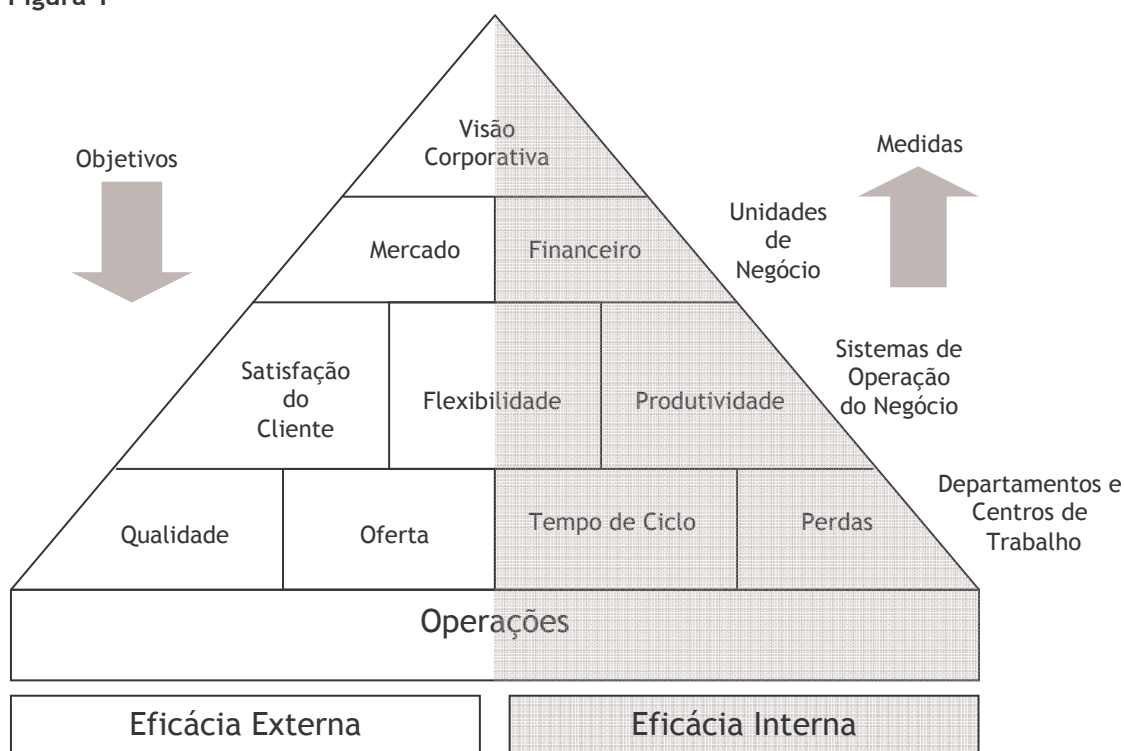 Figura 1
Visão
Corporativa
Objetivos
Medidas
Unidades
de
Negócio
Mercado
Financeiro
Sistemas de
Operação
do Negócio
Satisfação
do
Cliente
Flexibilidade
Produtividade
Departamentos e
Centros de
Trabalho
Qualidade
Oferta
Tempo de Ciclo
Perdas
Operações
Eficácia Externa
Eficácia Interna